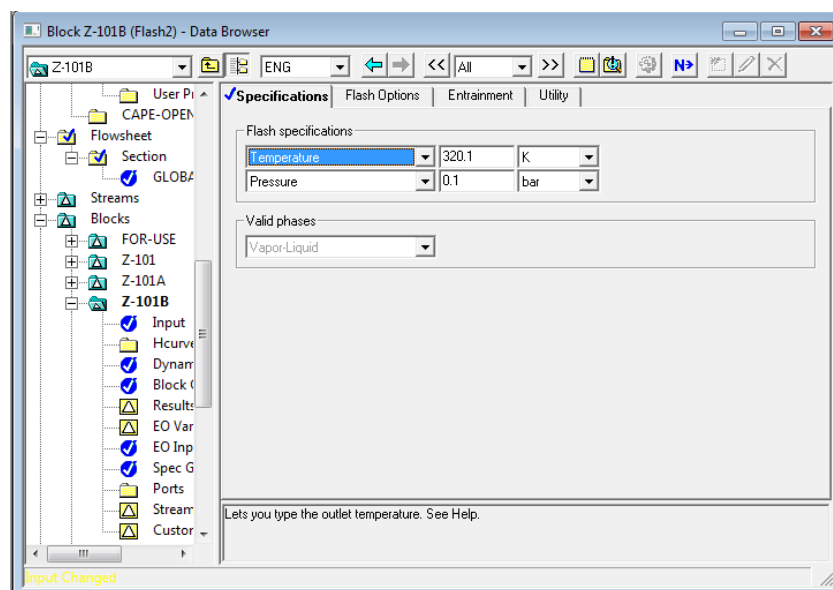 Block Z-101B (Flash2) - Data Browser
Z-101B ENG << All >> N
User Pr
CAPE-OPEN
Flowsheet
Section
GLOBA
Streams
Blocks
FOR-USE
Z-101
Z-101A
Z-101B
Input
Hcurve
Dynam
Block (
Results
EO Var
EO Inp
Spec G
Ports
Stream
Custor
Specifications Flash Options Entrainment Utility
Flash specifications
Temperature 320.1 K
Pressure 0.1 bar
Valid phases
Vapor-Liquid
Lets you type the outlet temperature. See Help.
Input Changed